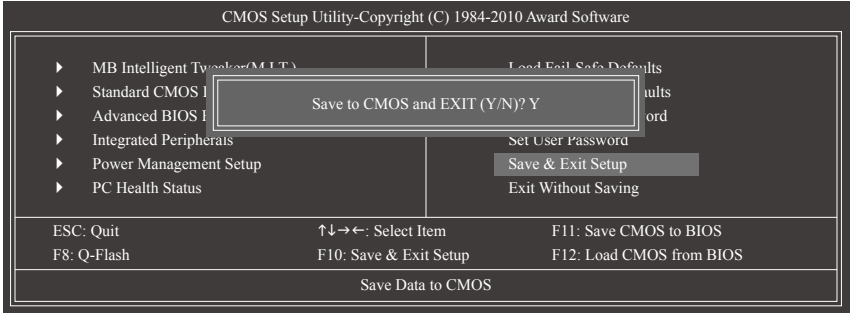 CMOS Setup Utility-Copyright (C) 1984-2010 Award Software
MB Intelligent Tweaker(M.I.T.)
Standard CMOS
Advanced BIOS
Integrated Peripherals
Power Management Setup
PC Health Status
Load Fail-Safe Defaults
Set User Password
Save & Exit Setup
Exit Without Saving
Save to CMOS and EXIT (Y/N)? Y
ESC: Quit
↑↓→←: Select Item
F11: Save CMOS to BIOS
F8: Q-Flash
F10: Save & Exit Setup
F12: Load CMOS from BIOS
Save Data to CMOS